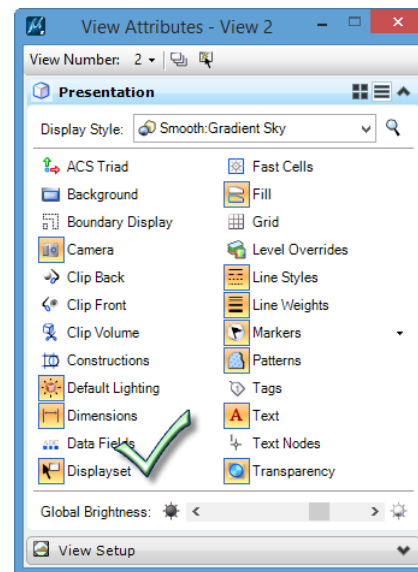 View Attributes - View 2
View Number: 2
Presentation
Display Style: Smooth:Gradient Sky
ACS Triad Fast Cells
Background Fill
Boundary Display Grid
Camera Level Overrides
Clip Back Line Styles
Clip Front Line Weights
Clip Volume Markers
Constructions Patterns
Default Lighting Tags
Dimensions A Text
ABC Data Fields Text Nodes
Displayset Transparency
Global Brightness:
View Setup